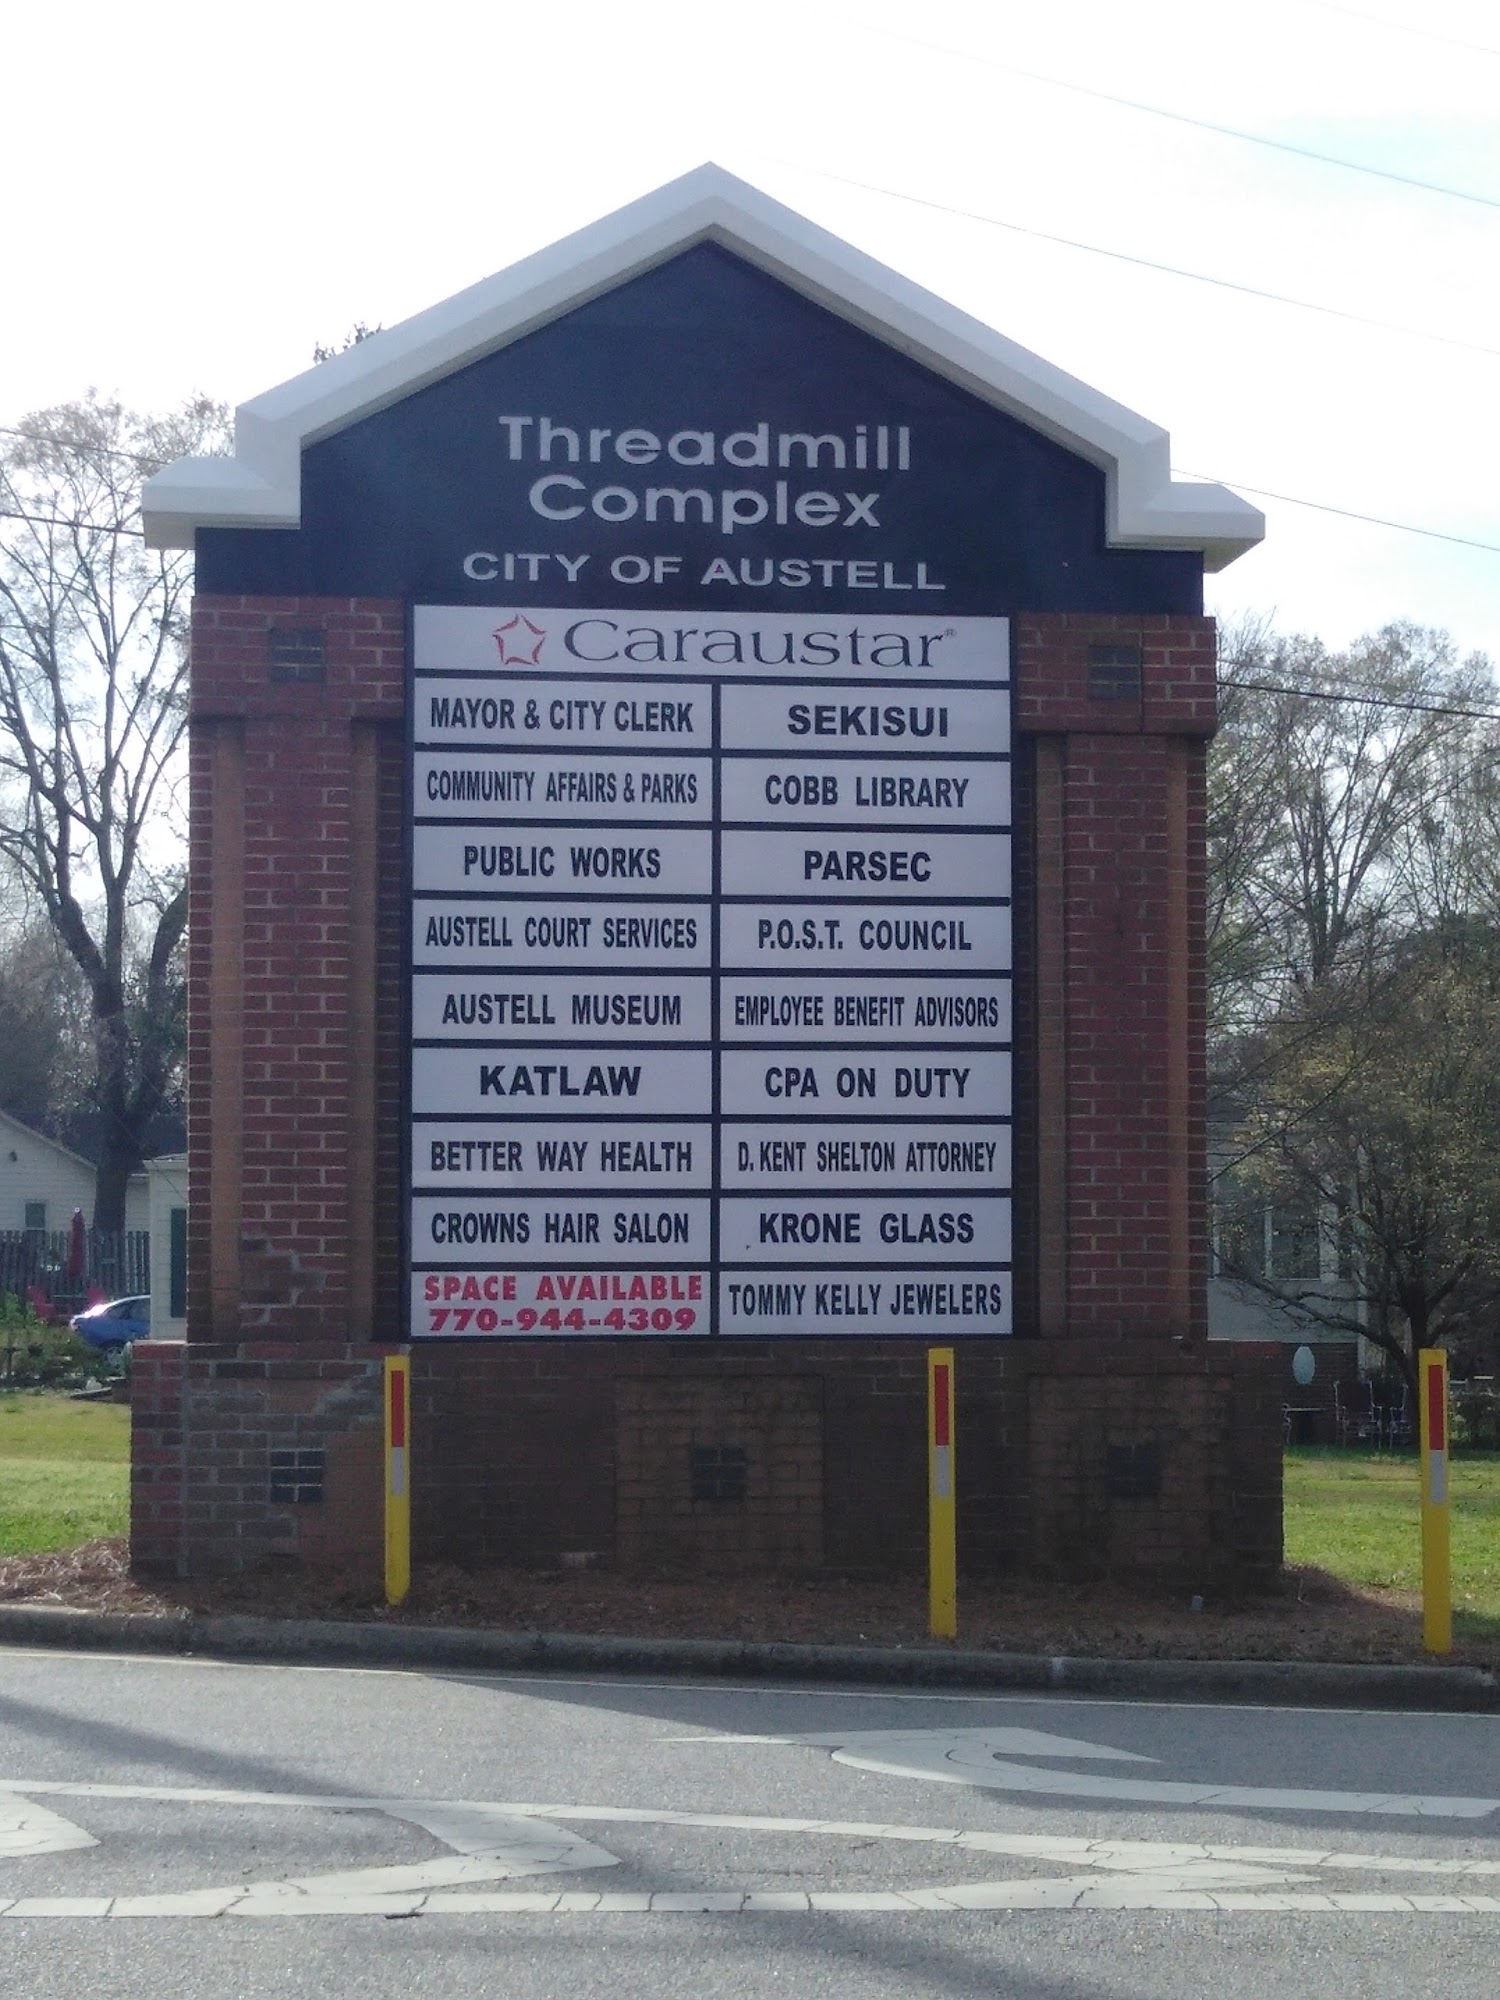 Threadmill
Complex
CITY OF AUSTELL
Caraustar®
MAYOR & CITY CLERK
SEKISUI
COMMUNITY AFFAIRS & PARKS
COBB LIBRARY
PUBLIC WORKS
PARSEC
AUSTELL COURT SERVICES
P.O.S.T. COUNCIL
AUSTELL MUSEUM
EMPLOYEE BENEFIT ADVISORS
KATLAW
CPA ON DUTY
BETTER WAY HEALTH
D. KENT SHELTON ATTORNEY
CROWNS HAIR SALON
KRONE GLASS
SPACE AVAILABLE
770-944-4309
TOMMY KELLY JEWELERS